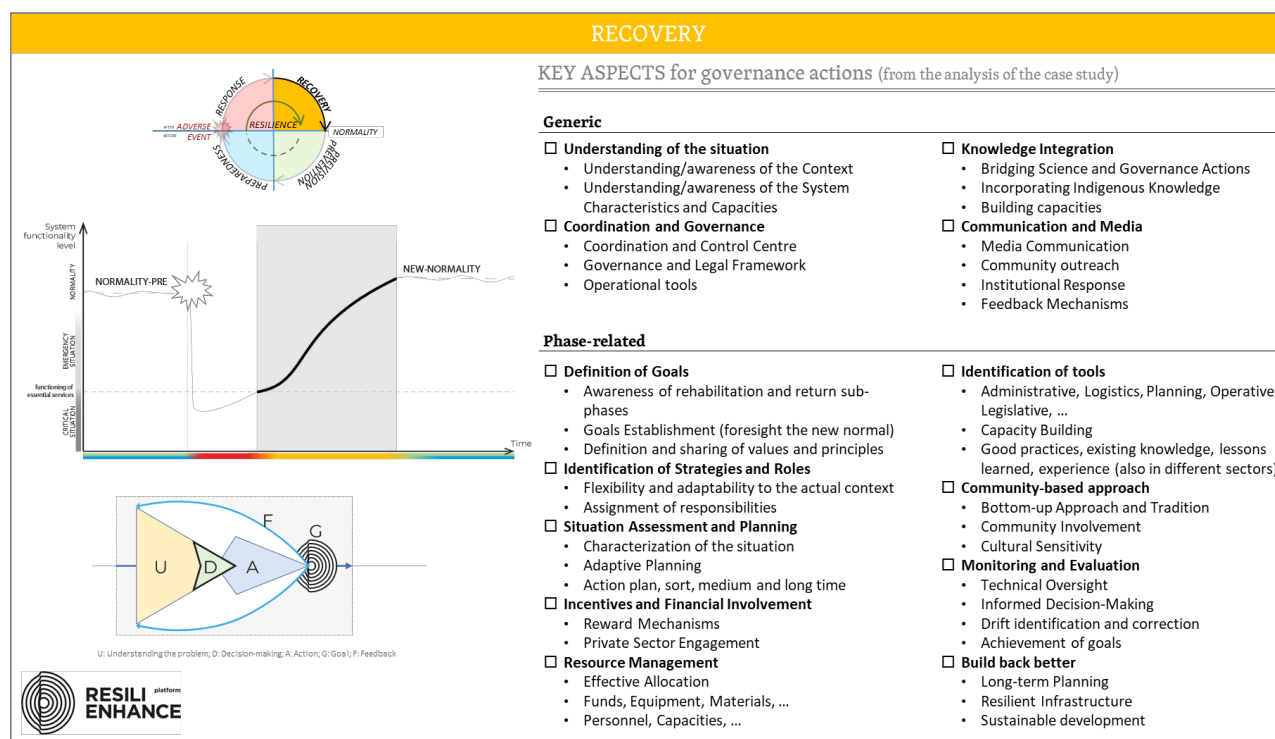 RECOVERY
RESPONSE
RECOVERY
AFTER
BEFORE
ADVERSE
EVENT
RESILIENCE
NORMALITY
PREPAREDNESS
PREVISION
PREVENTION
System
functionality
level
NORMALITY
EMERGENCY
SITUATION
CRITICAL
SITUATION
functioning of
essential services
NORMALITY-PRE
NEW-NORMALITY
Time
U
D
A
F
G
U: Understanding the problem; D: Decision-making; A: Action; G: Goal; F: Feedback
RESILI platform
ENHANCE
KEY ASPECTS for governance actions (from the analysis of the case study)
Generic
☐ Understanding of the situation
• Understanding/awareness of the Context
• Understanding/awareness of the System
Characteristics and Capacities
☐ Coordination and Governance
• Coordination and Control Centre
• Governance and Legal Framework
• Operational tools
☐ Knowledge Integration
• Bridging Science and Governance Actions
• Incorporating Indigenous Knowledge
• Building capacities
☐ Communication and Media
• Media Communication
• Community outreach
• Institutional Response
• Feedback Mechanisms
Phase-related
☐ Definition of Goals
• Awareness of rehabilitation and return sub-
phases
• Goals Establishment (foresight the new normal)
• Definition and sharing of values and principles
☐ Identification of Strategies and Roles
• Flexibility and adaptability to the actual context
• Assignment of responsibilities
☐ Situation Assessment and Planning
• Characterization of the situation
• Adaptive Planning
• Action plan, sort, medium and long time
☐ Incentives and Financial Involvement
• Reward Mechanisms
• Private Sector Engagement
☐ Resource Management
• Effective Allocation
• Funds, Equipment, Materials, ...
• Personnel, Capacities, ...
☐ Identification of tools
• Administrative, Logistics, Planning, Operative,
Legislative, ...
• Capacity Building
• Good practices, existing knowledge, lessons
learned, experience (also in different sectors)
☐ Community-based approach
• Bottom-up Approach and Tradition
• Community Involvement
• Cultural Sensitivity
☐ Monitoring and Evaluation
• Technical Oversight
• Informed Decision-Making
• Drift identification and correction
• Achievement of goals
☐ Build back better
• Long-term Planning
• Resilient Infrastructure
• Sustainable development